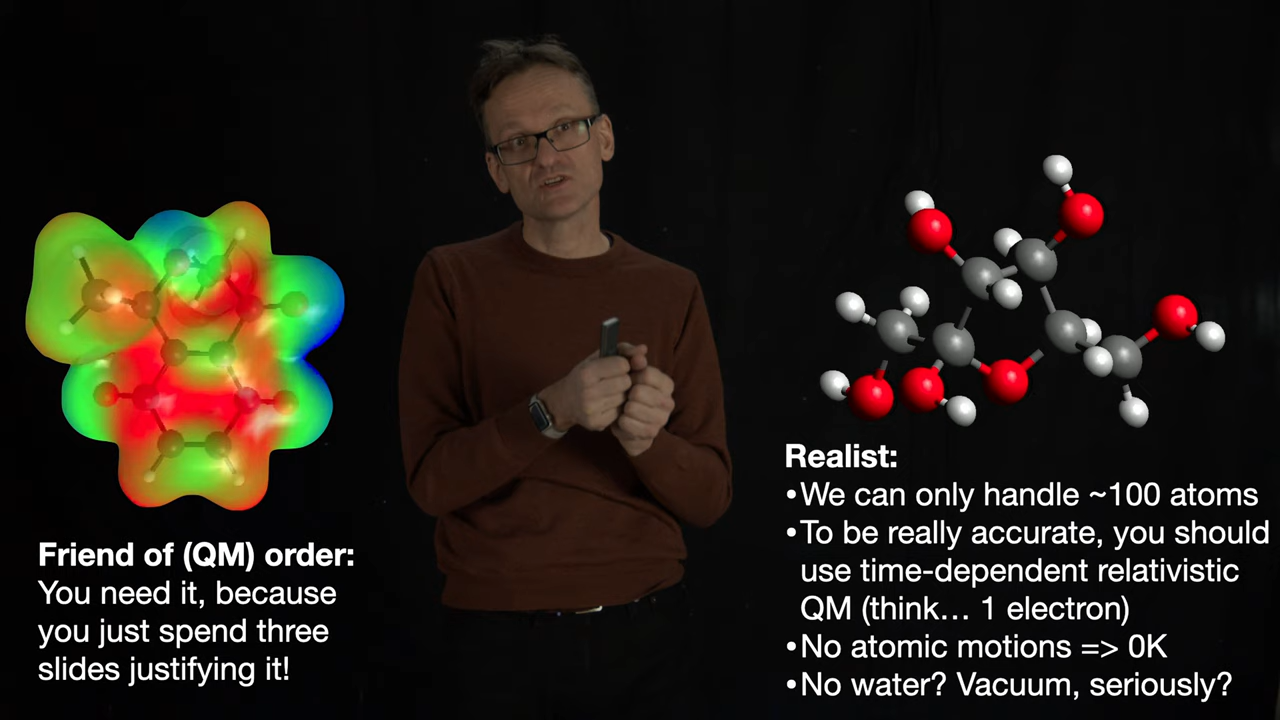 Friend of (QM) order:
You need it, because
you just spend three
slides justifying it!
Realist:
•We can only handle ~100 atoms
•To be really accurate, you should
use time-dependent relativistic
QM (think... 1 electron)
•No atomic motions => 0K
•No water? Vacuum, seriously?